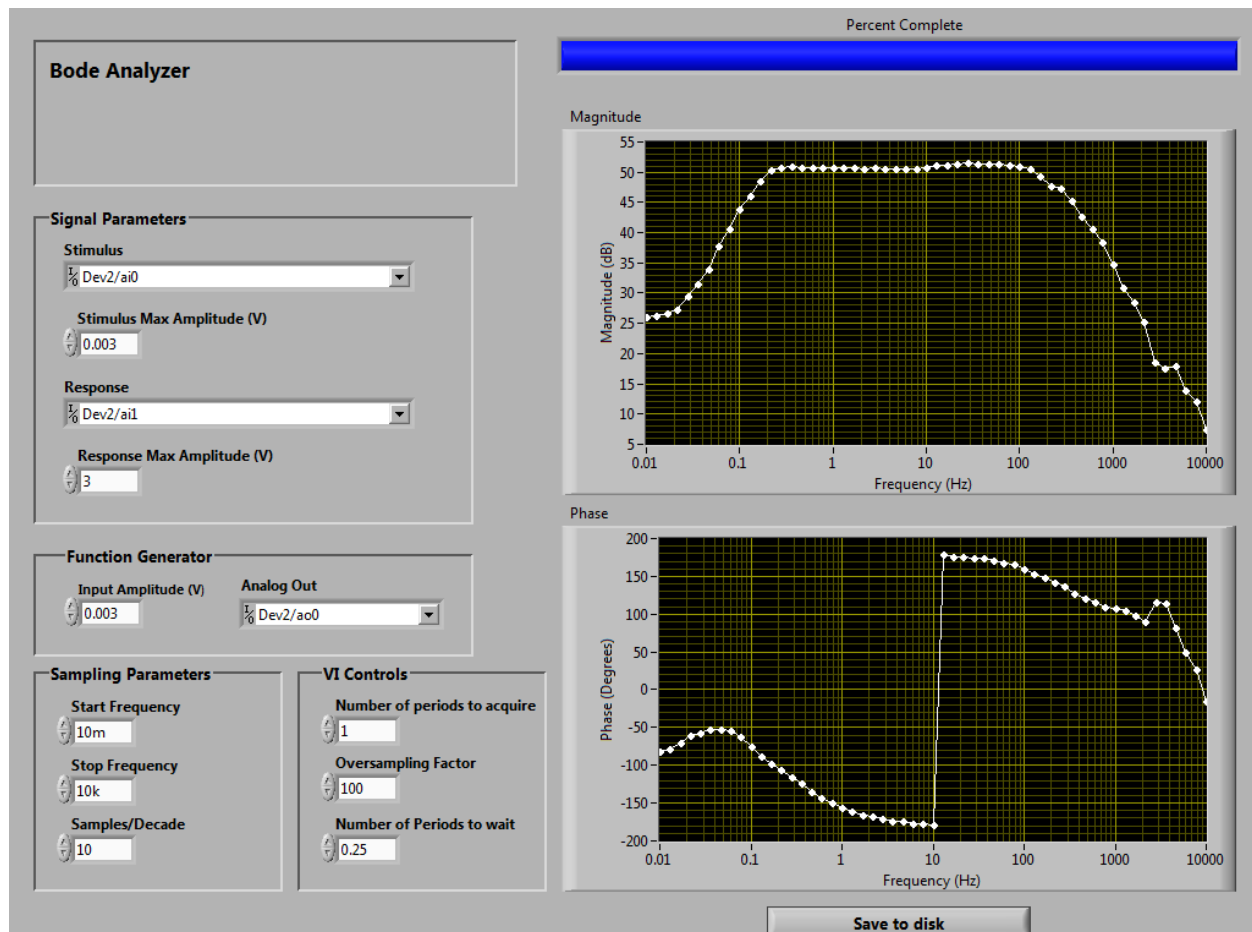 Bode Analyzer
Signal Parameters
Stimulus
I/O Dev2/ai0
Stimulus Max Amplitude (V)
0.003
Response
I/O Dev2/ai1
Response Max Amplitude (V)
3
Function Generator
Input Amplitude (V)
0.003
Analog Out
I/O Dev2/ao0
Sampling Parameters
Start Frequency
10m
Stop Frequency
10k
Samples/Decade
10
VI Controls
Number of periods to acquire
1
Oversampling Factor
100
Number of Periods to wait
0.25
Percent Complete
Magnitude
Magnitude (dB)
55
50
45
40
35
30
25
20
15
10
5
0.01 0.1 1 10 100 1000 10000
Frequency (Hz)
Phase
Phase (Degrees)
200
150
100
50
0
-50
-100
-150
-200
0.01 0.1 1 10 100 1000 10000
Frequency (Hz)
Save to disk